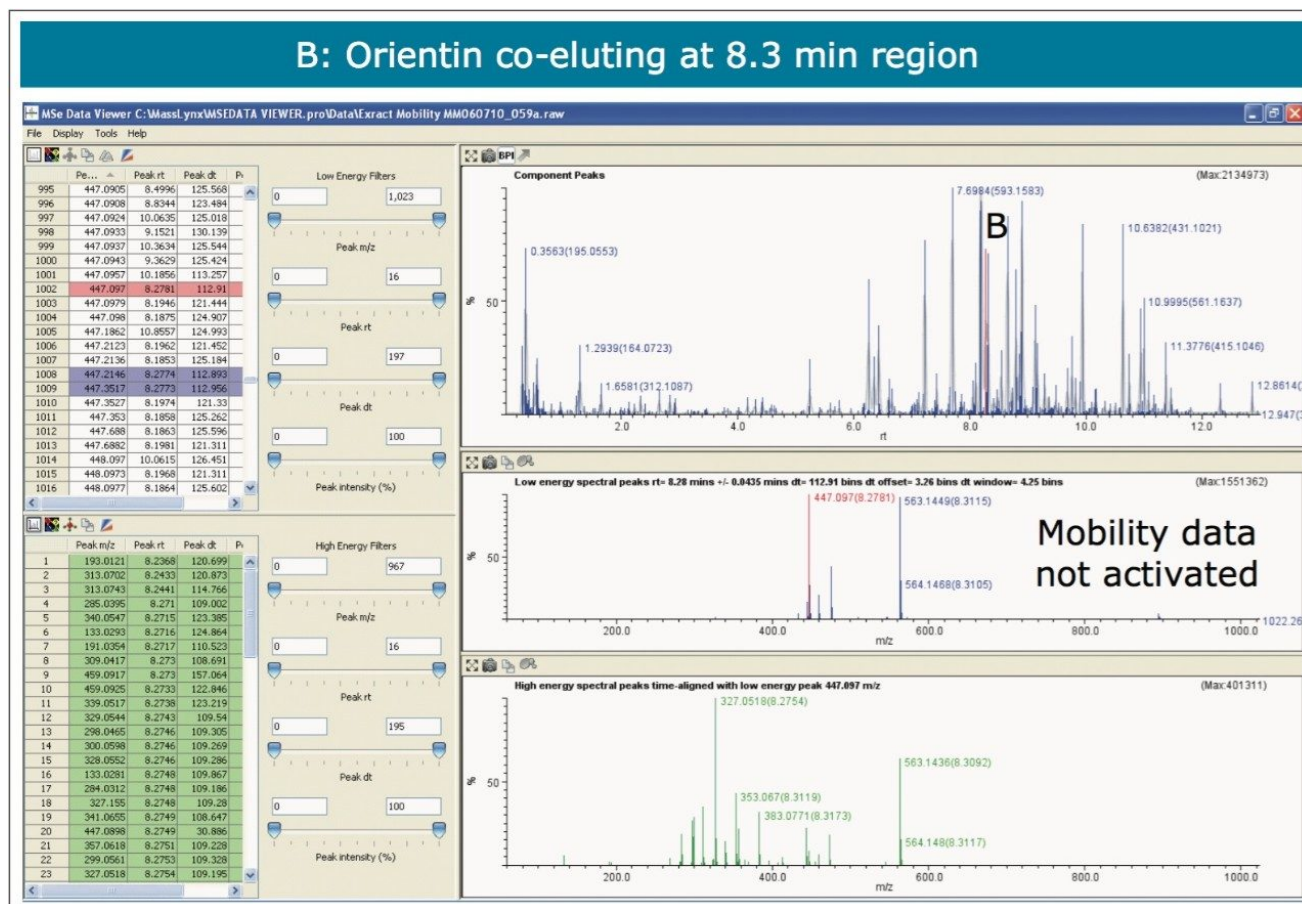 B: Orientin co-eluting at 8.3 min region
MSe Data Viewer C:\MassLynx\MSEDATA VIEWER.pro\Data\Exract Mobility MM060710_059a.raw
File Display Tools Help
Pe... Peak rt Peak dt
995 447.0905 8.4996 125.568
996 447.0908 8.8344 123.484
997 447.0924 10.0635 125.018
998 447.0933 9.1521 130.139
999 447.0937 10.3634 125.544
1000 447.0943 9.3629 125.424
1001 447.0957 10.1856 113.257
1002 447.097 8.2781 112.91
1003 447.0979 8.1946 121.444
1004 447.098 8.1875 124.907
1005 447.1862 10.8557 124.993
1006 447.2123 8.1962 121.452
1007 447.2136 8.1853 125.184
1008 447.2146 8.2774 112.893
1009 447.3517 8.2773 112.956
1010 447.3527 8.1974 121.33
1011 447.353 8.1858 125.262
1012 447.688 8.1863 125.596
1013 447.6882 8.1981 121.311
1014 448.097 10.0615 126.451
1015 448.0973 8.1968 121.311
1016 448.0977 8.1864 125.602
Low Energy Filters
0 1,023
Peak m/z
0 16
Peak rt
0 197
Peak dt
0 100
Peak intensity (%)
BPI
Component Peaks (Max:2134973)
7.6984(593.1583)
B
0.3563(195.0553)
10.6382(431.1021)
% 50
10.9995(561.1637)
1.2939(164.0723)
11.3776(415.1046)
1.6581(312.1087)
12.8614(
12.947(3
2.0 4.0 6.0 8.0 10.0 12.0
rt
Low energy spectral peaks rt= 8.28 mins +/- 0.0435 mins dt= 112.91 bins dt offset= 3.26 bins dt window= 4.25 bins (Max:1551362)
447.097(8.2781) 563.1449(8.3115)
Mobility data
not activated
% 50
564.1468(8.3105)
1022.26
200.0 400.0 600.0 800.0 1000.0
m/z
Peak m/z Peak rt Peak dt
1 193.0121 8.2368 120.699
2 313.0702 8.2433 120.873
3 313.0743 8.2441 114.766
4 285.0395 8.271 109.002
5 340.0547 8.2715 123.385
6 133.0293 8.2716 124.864
7 191.0354 8.2717 110.523
8 309.0417 8.273 108.691
9 459.0917 8.273 157.064
10 459.0925 8.2733 122.846
11 339.0517 8.2738 123.219
12 329.0544 8.2743 109.54
13 298.0465 8.2746 109.305
14 300.0598 8.2746 109.269
15 328.0552 8.2746 109.286
16 133.0281 8.2748 109.867
17 284.0312 8.2748 109.186
18 327.155 8.2748 109.28
19 341.0655 8.2749 108.647
20 447.0898 8.2749 30.886
21 357.0618 8.2751 109.228
22 299.0561 8.2753 109.328
23 327.0518 8.2754 109.195
High Energy Filters
0 967
Peak m/z
0 16
Peak rt
0 195
Peak dt
0 100
Peak intensity (%)
High energy spectral peaks time-aligned with low energy peak 447.097 m/z (Max:401311)
327.0518(8.2754)
563.1436(8.3092)
% 50
353.067(8.3119)
383.0771(8.3173)
564.148(8.3117)
200.0 400.0 600.0 800.0 1000.0
m/z